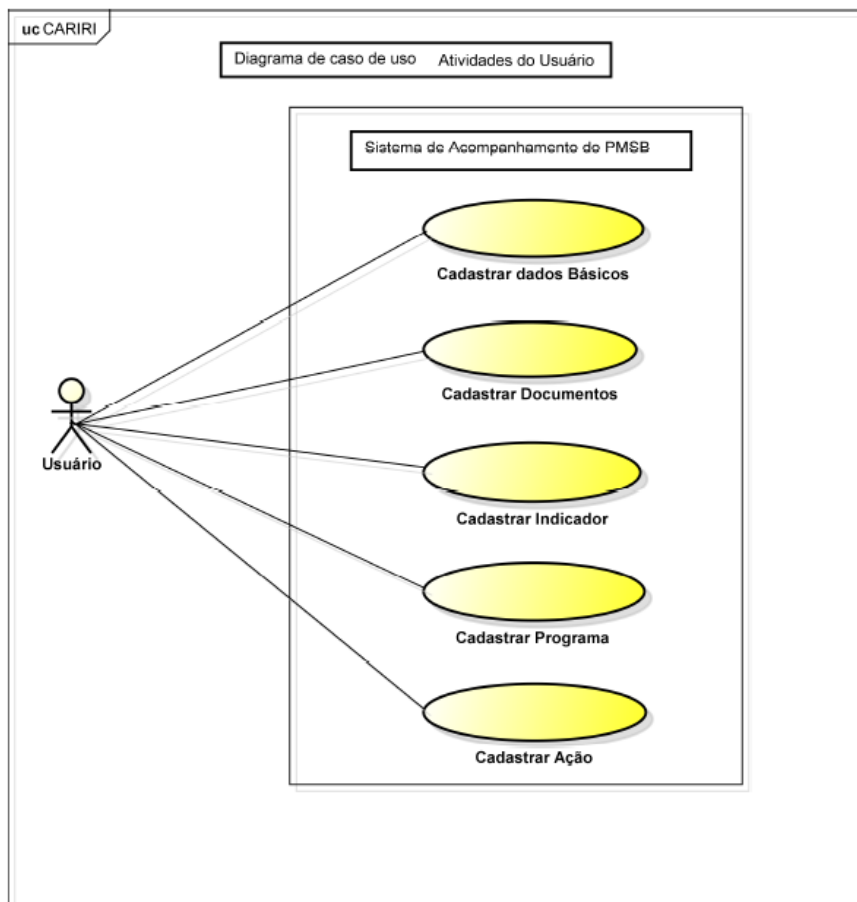 uc CARIRI
Diagrama de caso de uso Atividades do Usuário
Sistema de Acompanhamento do PMSB
Cadastrar dados Básicos
Cadastrar Documentos
Usuário
Cadastrar Indicador
Cadastrar Programa
Cadastrar Ação